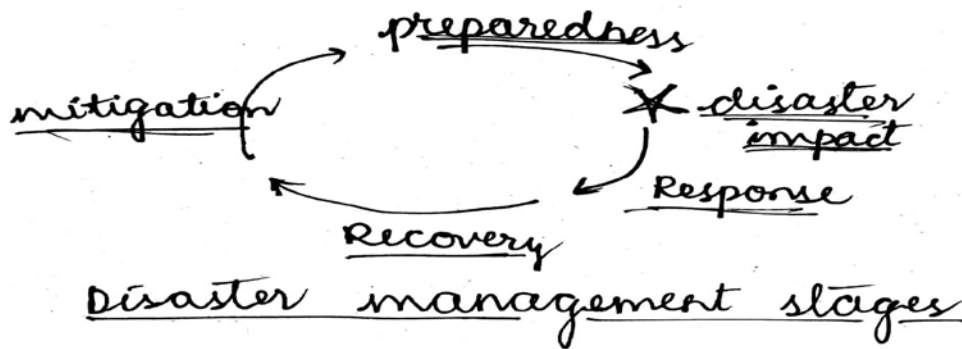 preparedness
mitigation
disaster
impact
Response
Recovery
Disaster management stages